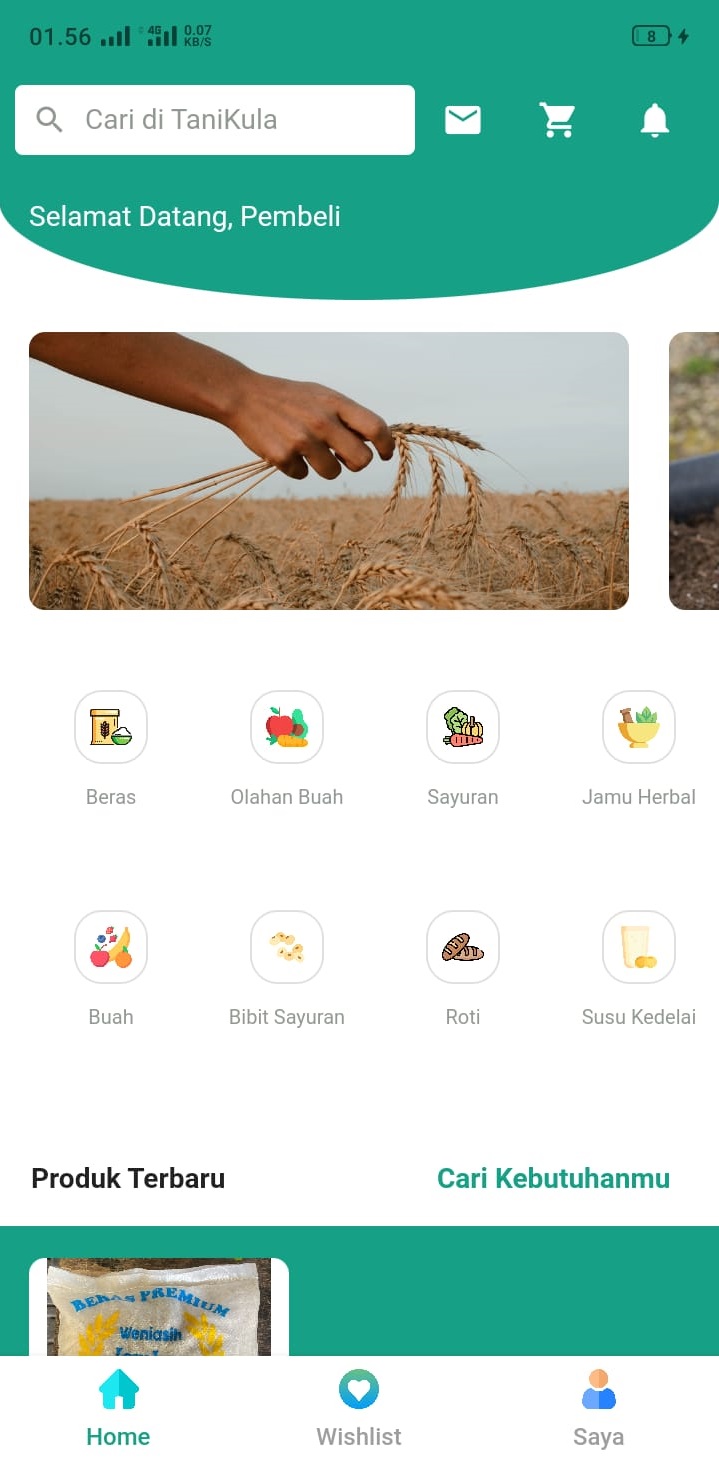 01.56 4G 0.07 KB/S 8
Cari di TaniKula
Selamat Datang, Pembeli
Beras Olahan Buah Sayuran Jamu Herbal
Buah Bibit Sayuran Roti Susu Kedelai
Produk Terbaru Cari Kebutuhanmu
BERAS PREMIUM
Weniasih
Home Wishlist Saya